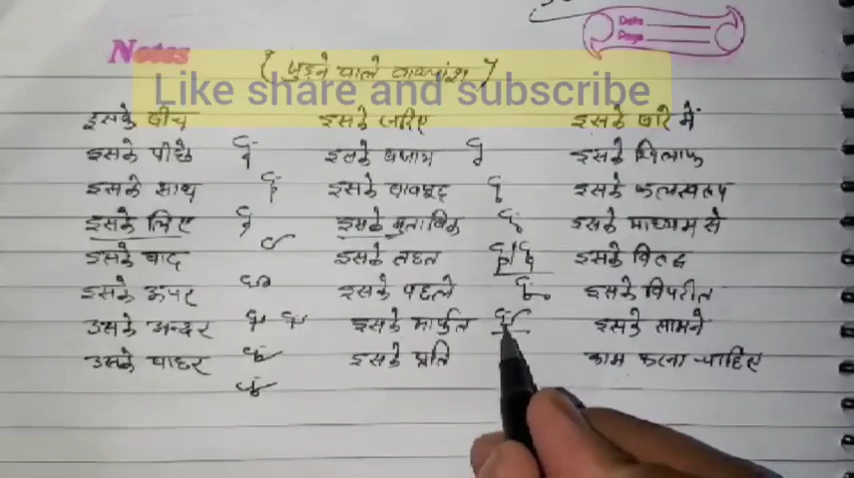 Date
Page
Notes
( जुड़ने वाले वाक्यांश )
Like share and subscribe
इसके बीच इसके जरिए इसके बारे में
इसके पीछे इसके बजाय इसके खिलाफ
इसके साथ इसके बावजूद इसके फलस्वरूप
इसके लिए इसके मुताबिक इसके माध्यम से
इसके बाद इसके तहत इसके विरुद्ध
इसके ऊपर इसके पहले इसके विपरीत
उसके अन्दर इसके मार्फत इसके सामने
उसके बाहर इसके प्रति काम करना चाहिए